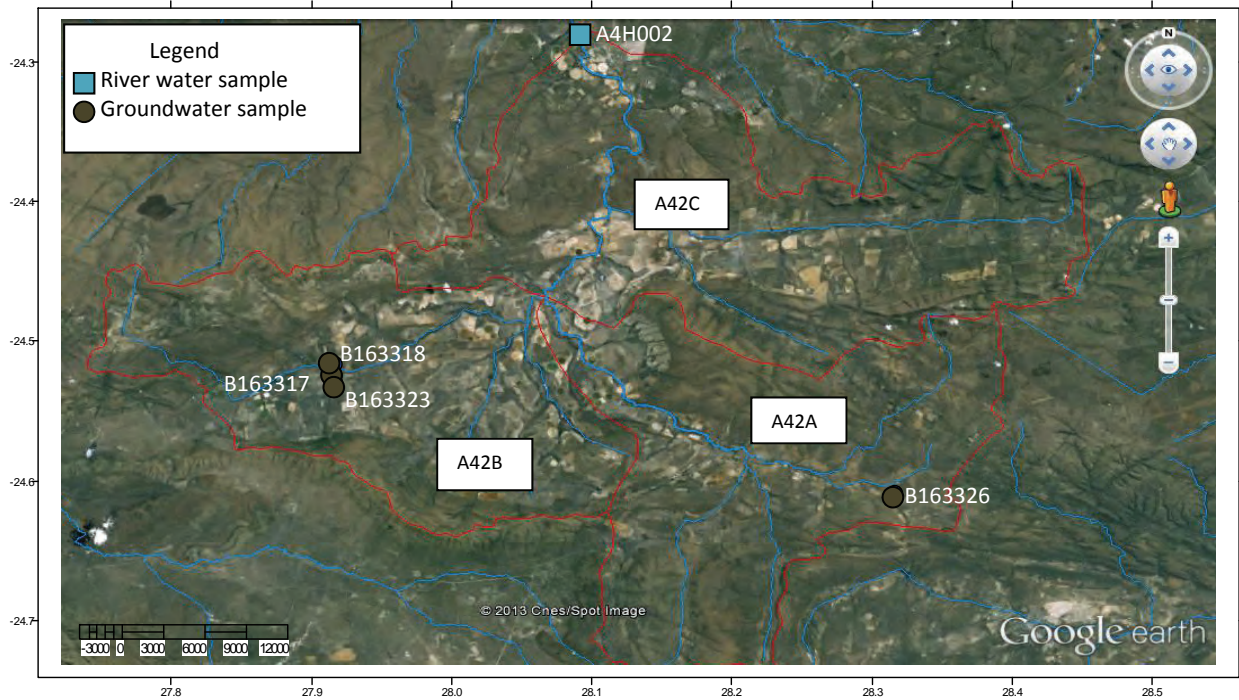 Legend
River water sample
Groundwater sample
A4H002
N
-24.3
-24.4
-24.5
-24.6
-24.7
A42C
B163318
B163317
B163323
A42A
A42B
B163326
© 2013 Cnes/Spot Image
Google earth
-3000 0 3000 6000 9000 12000
27.8 27.9 28.0 28.1 28.2 28.3 28.4 28.5